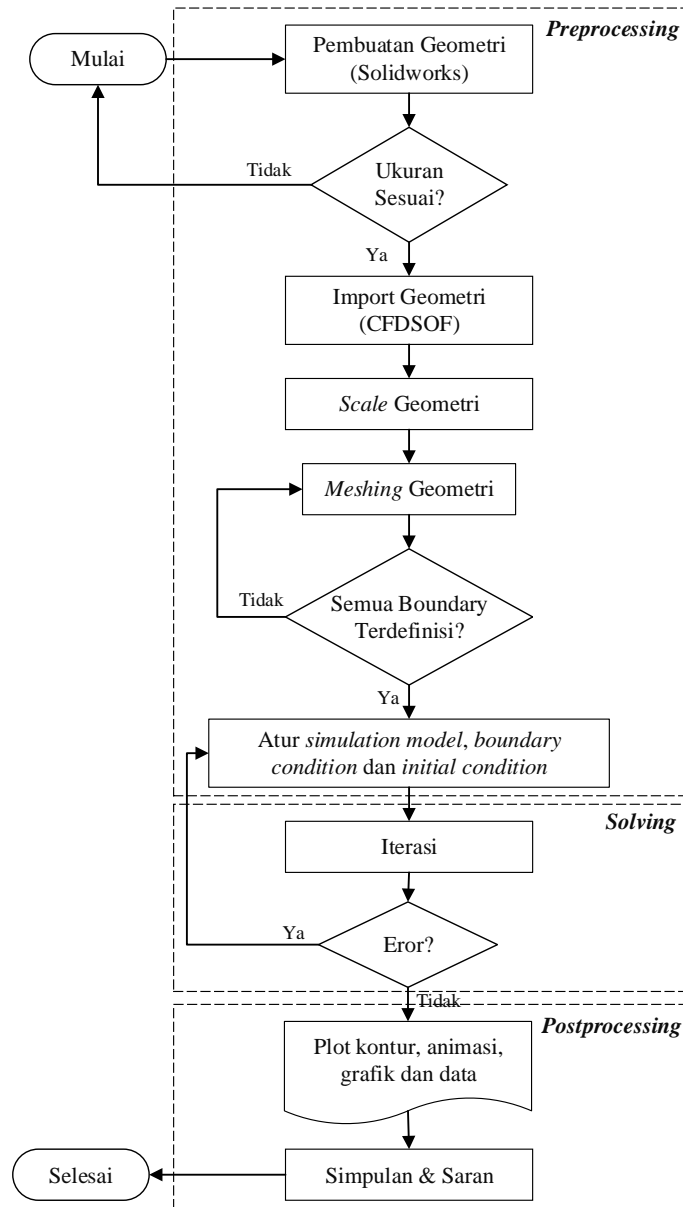 Preprocessing
Mulai
Pembuatan Geometri
(Solidworks)
Tidak
Ukuran
Sesuai?
Ya
Import Geometri
(CFDSOF)
Scale Geometri
Meshing Geometri
Tidak
Semua Boundary
Terdefinisi?
Ya
Atur simulation model, boundary
condition dan initial condition
Solving
Iterasi
Ya
Eror?
Tidak
Postprocessing
Plot kontur, animasi,
grafik dan data
Selesai
Simpulan & Saran